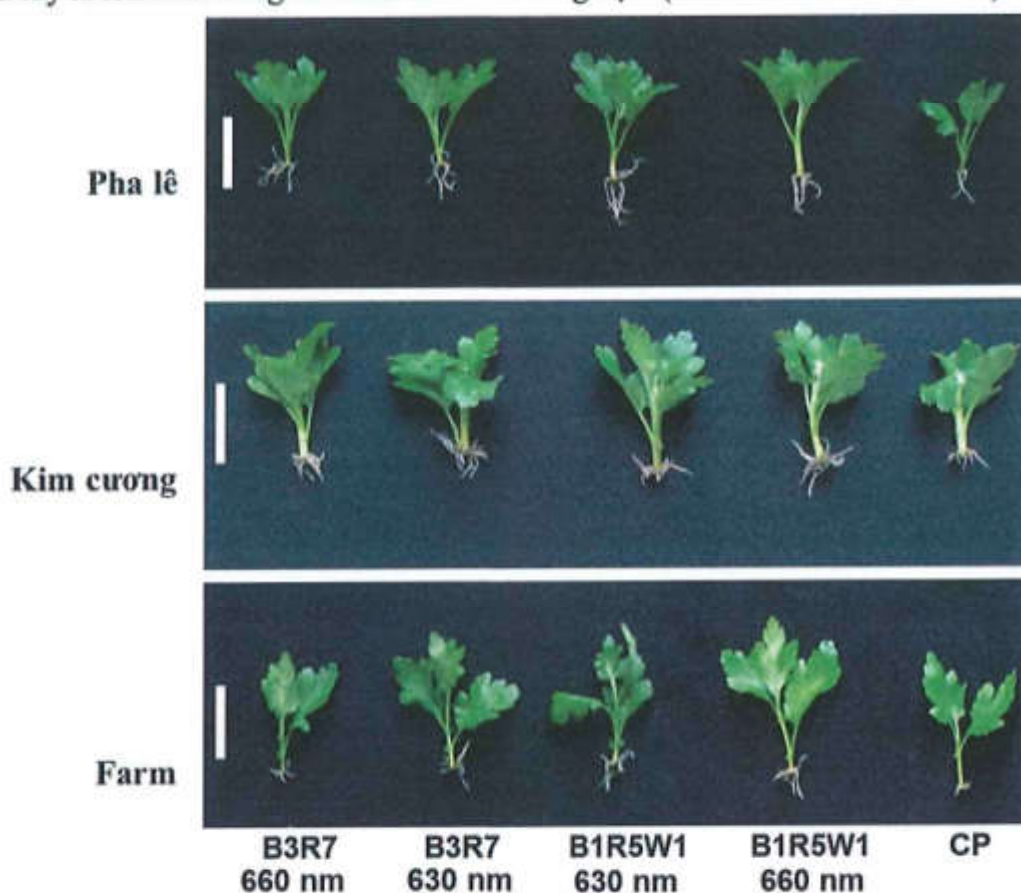 Pha lê
Kim cương
Farm
B3R7 B3R7 B1R5W1 B1R5W1 CP
660 nm 630 nm 630 nm 660 nm